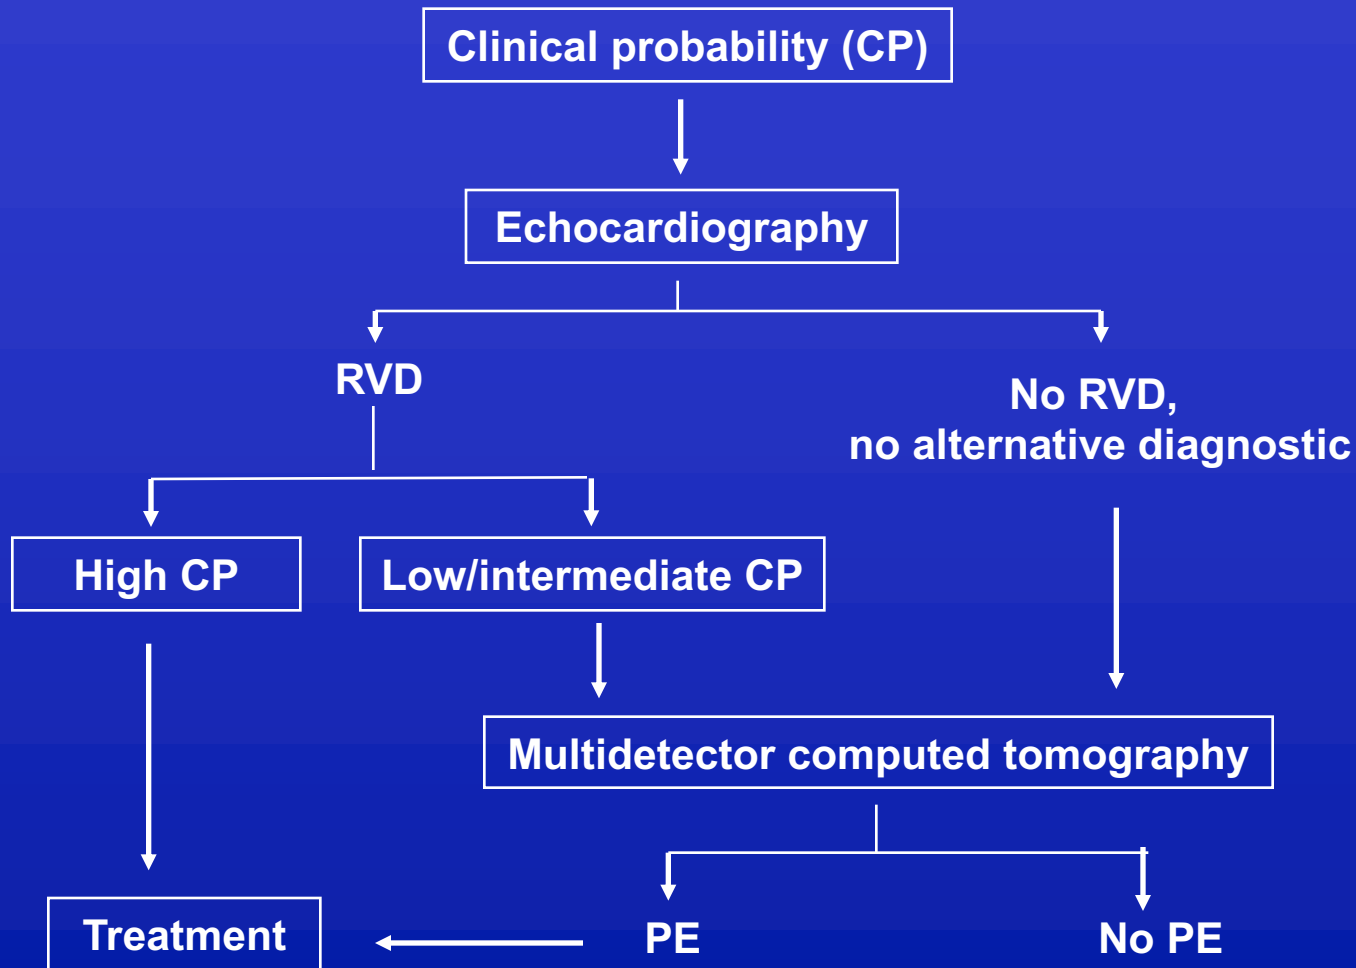 Clinical probability (CP)
Echocardiography
RVD
No RVD,
no alternative diagnostic
High CP
Low/intermediate CP
Multidetector computed tomography
Treatment
PE
No PE